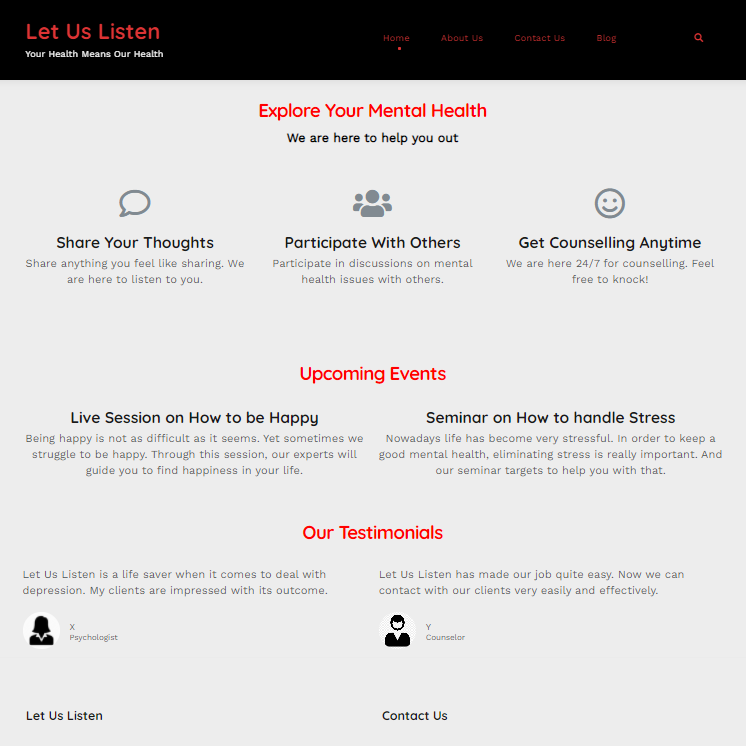 Let Us Listen
Your Health Means Our Health
Home About Us Contact Us Blog
Explore Your Mental Health
We are here to help you out
Share Your Thoughts
Share anything you feel like sharing. We
are here to listen to you.
Participate With Others
Participate in discussions on mental
health issues with others.
Get Counselling Anytime
We are here 24/7 for counselling. Feel
free to knock!
Upcoming Events
Live Session on How to be Happy
Being happy is not as difficult as it seems. Yet sometimes we
struggle to be happy. Through this session, our experts will
guide you to find happiness in your life.
Seminar on How to handle Stress
Nowadays life has become very stressful. In order to keep a
good mental health, eliminating stress is really important. And
our seminar targets to help you with that.
Our Testimonials
Let Us Listen is a life saver when it comes to deal with
depression. My clients are impressed with its outcome.
X
Psychologist
Let Us Listen has made our job quite easy. Now we can
contact with our clients very easily and effectively.
Y
Counselor
Let Us Listen
Contact Us